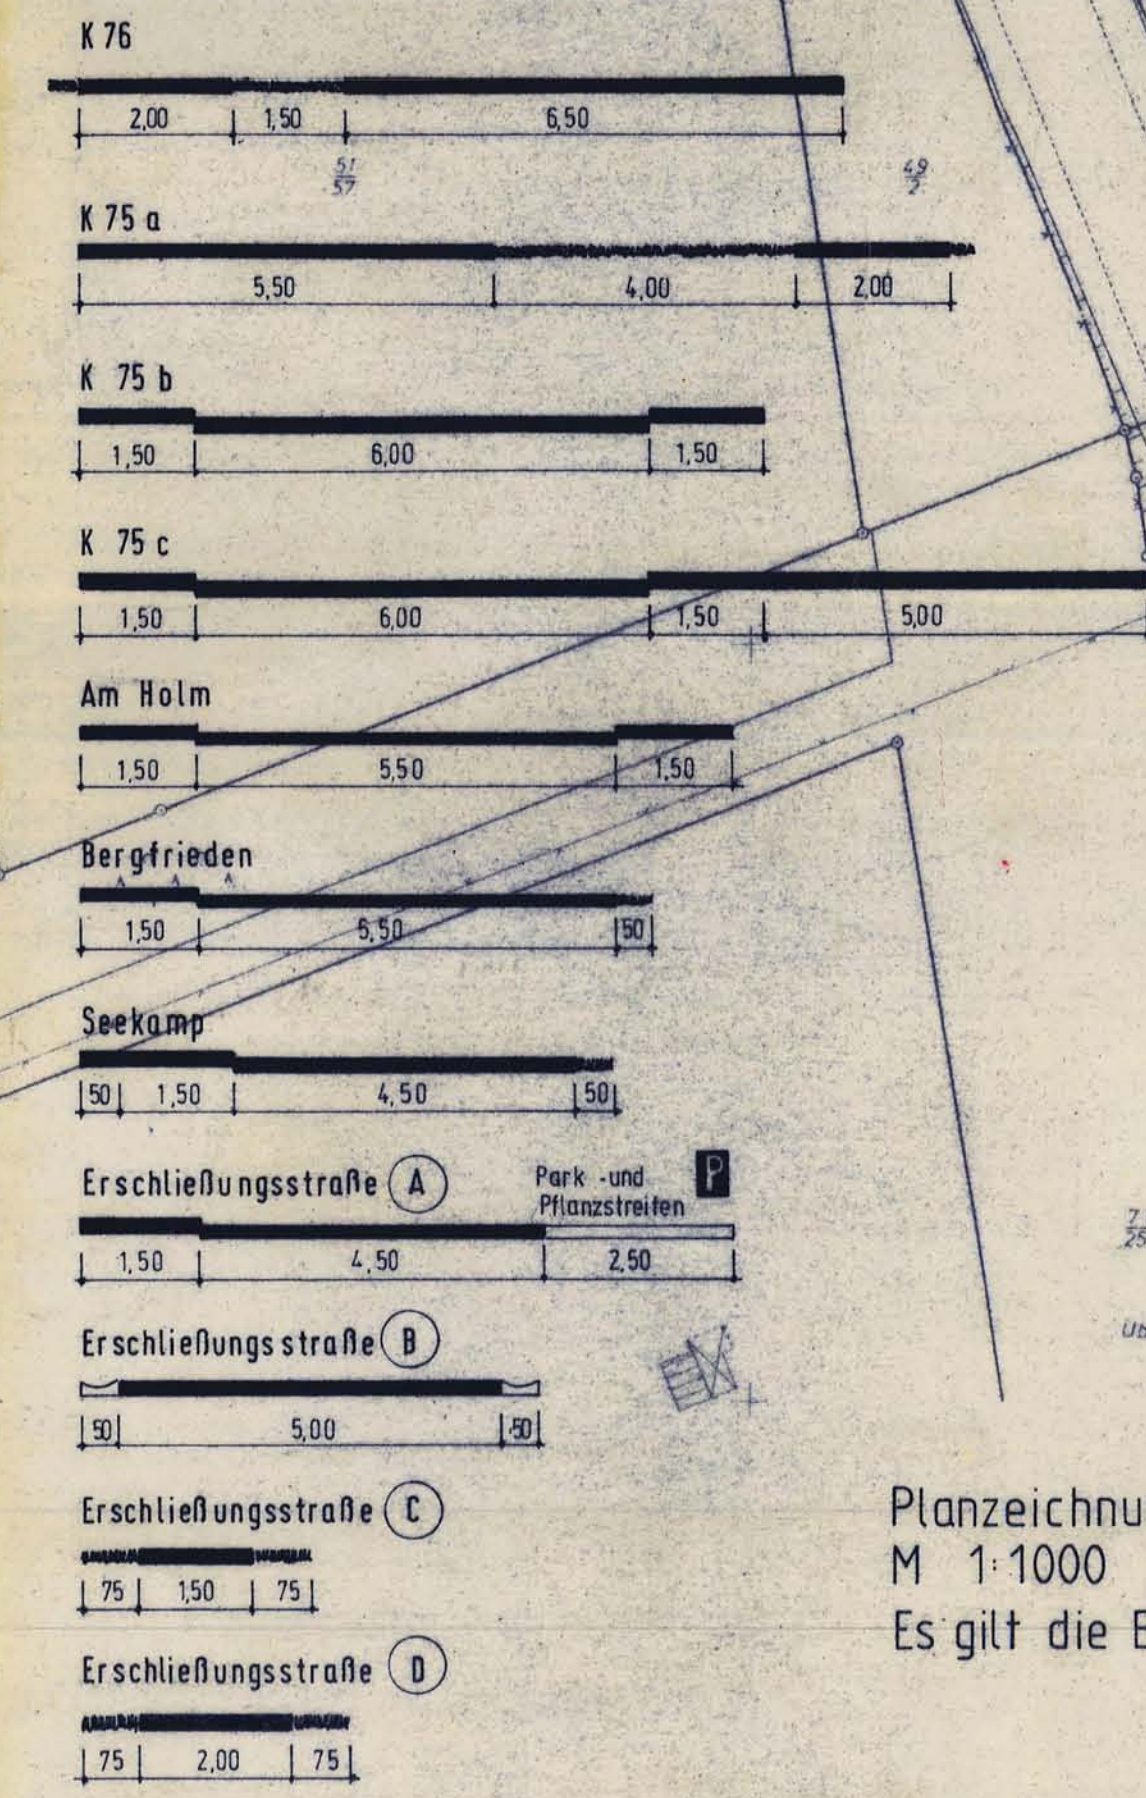 K 76
2,00 1,50 6,50
51
57
49
2
K 75 a
5,50 4,00 2,00
K 75 b
1,50 6,00 1,50
K 75 c
1,50 6,00 1,50 5,00
Am Holm
1,50 5,50 1,50
Bergfrieden
1,50 5,50 50
Seekamp
50 1,50 4,50 50
Erschließungsstraße A
Park - und
Pflanzstreifen
P
1,50 4,50 2,50
7
25
Erschließungsstraße B
50 5,00 50
Erschließungsstraße C
75 1,50 75
Planzeichnu
M 1:1000
Es gilt die B
Erschließungsstraße D
75 2,00 75